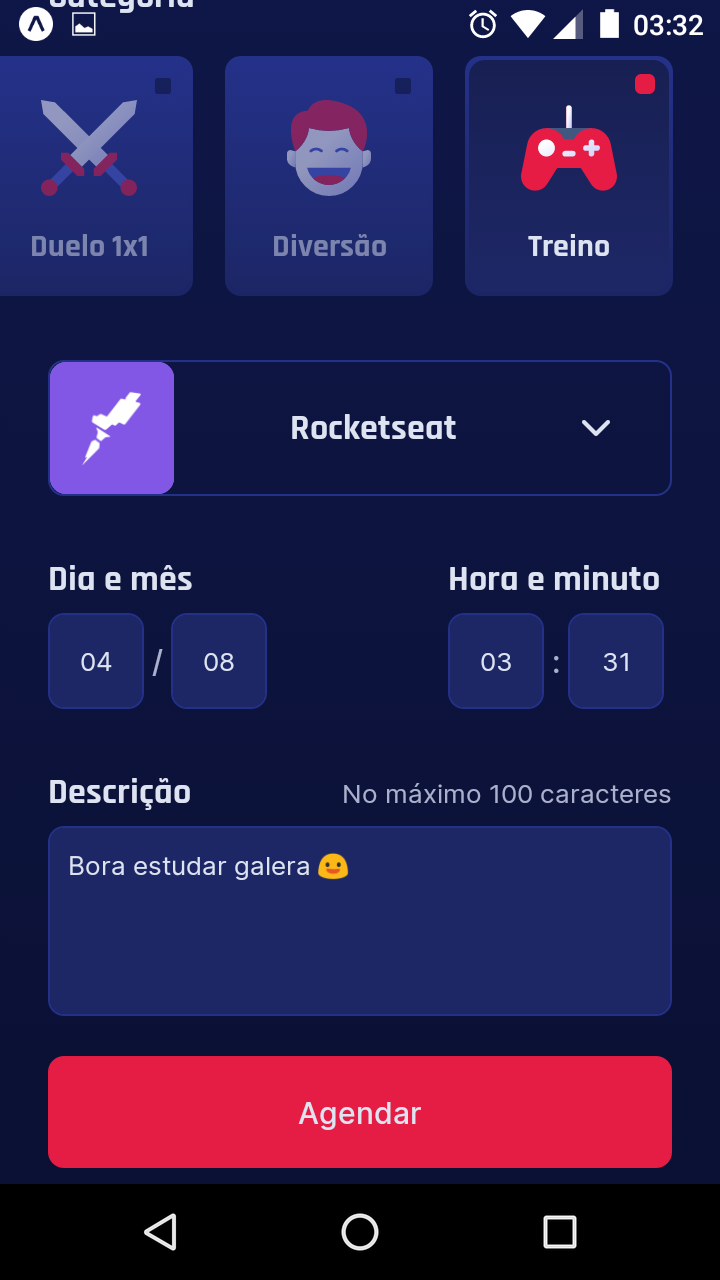 Categoria
03:32
Duelo 1x1
Diversão
Treino
Rocketseat
Dia e mês
Hora e minuto
04 / 08
03 : 31
Descrição
No máximo 100 caracteres
Bora estudar galera 😃
Agendar